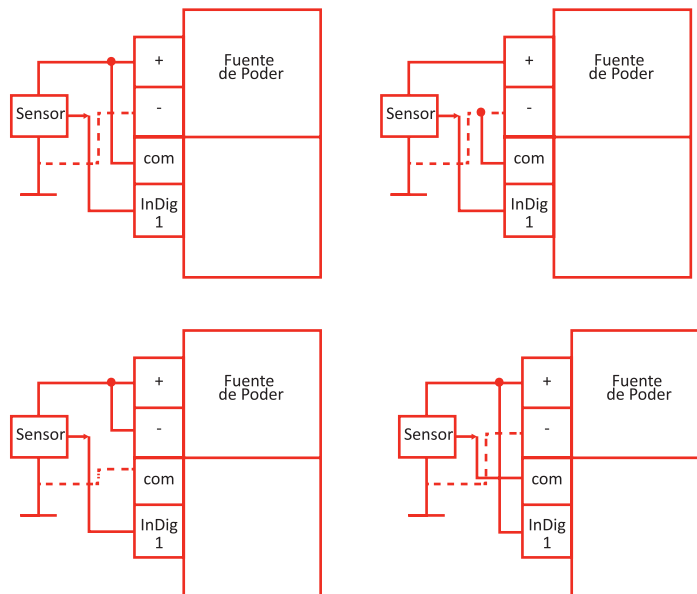 +
Fuente
de Poder
Sensor
-
com
InDig
1
+
Fuente
de Poder
Sensor
-
com
InDig
1
+
Fuente
de Poder
Sensor
-
com
InDig
1
+
Fuente
de Poder
Sensor
-
com
InDig
1